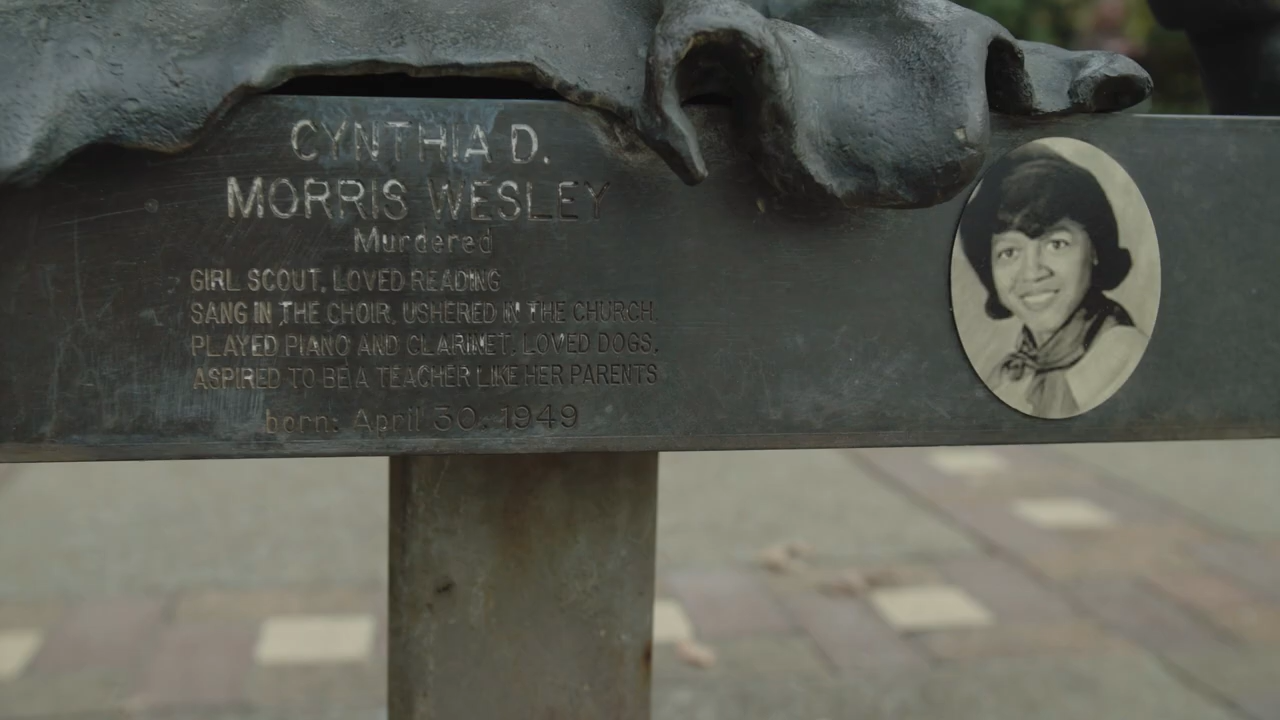 CYNTHIA D.
MORRIS WESLEY
Murdered
GIRL SCOUT, LOVED READING
SANG IN THE CHOIR, USHERED IN THE CHURCH,
PLAYED PIANO AND CLARINET, LOVED DOGS,
ASPIRED TO BE A TEACHER LIKE HER PARENTS
born: April 30, 1949